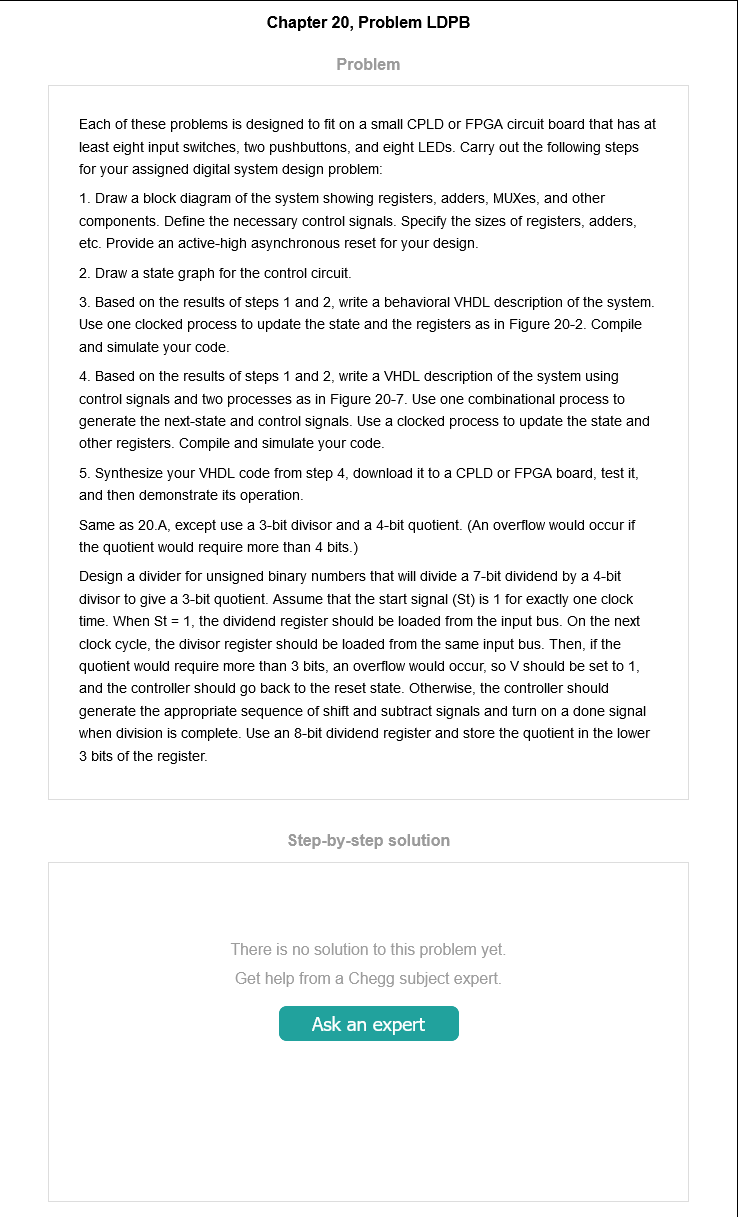 Chapter 20, Problem LDPB
Problem
Each of these problems is designed to fit on a small CPLD or FPGA circuit board that has at
least eight input switches, two pushbuttons, and eight LEDs. Carry out the following steps
for your assigned digital system design problem:
1. Draw a block diagram of the system showing registers, adders, MUXes, and other
components. Define the necessary control signals. Specify the sizes of registers, adders,
etc. Provide an active-high asynchronous reset for your design.
2. Draw a state graph for the control circuit.
3. Based on the results of steps 1 and 2, write a behavioral VHDL description of the system.
Use one clocked process to update the state and the registers as in Figure 20-2. Compile
and simulate your code.
4. Based on the results of steps 1 and 2, write a VHDL description of the system using
control signals and two processes as in Figure 20-7. Use one combinational process to
generate the next-state and control signals. Use a clocked process to update the state and
other registers. Compile and simulate your code.
5. Synthesize your VHDL code from step 4, download it to a CPLD or FPGA board, test it,
and then demonstrate its operation.
Same as 20.A, except use a 3-bit divisor and a 4-bit quotient. (An overflow would occur if
the quotient would require more than 4 bits.)
Design a divider for unsigned binary numbers that will divide a 7-bit dividend by a 4-bit
divisor to give a 3-bit quotient. Assume that the start signal (St) is 1 for exactly one clock
time. When St = 1, the dividend register should be loaded from the input bus. On the next
clock cycle, the divisor register should be loaded from the same input bus. Then, if the
quotient would require more than 3 bits, an overflow would occur, so V should be set to 1,
and the controller should go back to the reset state. Otherwise, the controller should
generate the appropriate sequence of shift and subtract signals and turn on a done signal
when division is complete. Use an 8-bit dividend register and store the quotient in the lower
3 bits of the register.
Step-by-step solution
There is no solution to this problem yet.
Get help from a Chegg subject expert.
Ask an expert